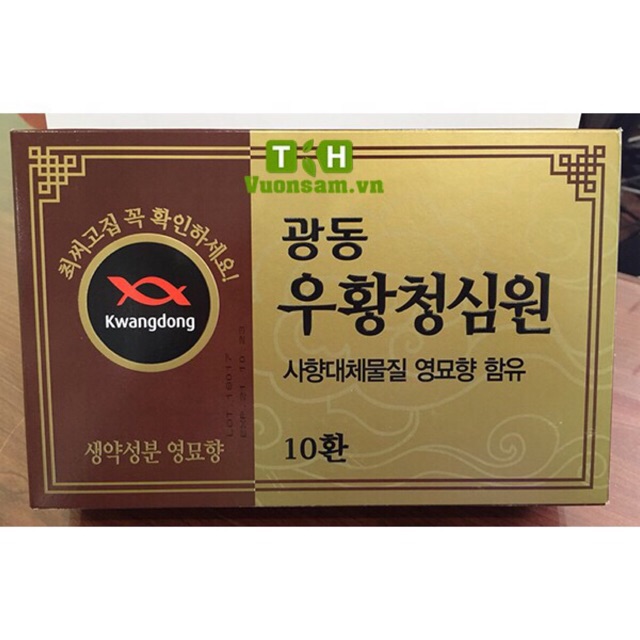 TH
Vuonsam.vn
최씨고집 꼭 확인하세요!
Kwangdong
생약성분 영묘향
광동
우황청심원
사향대체물질 영묘향 함유
10환